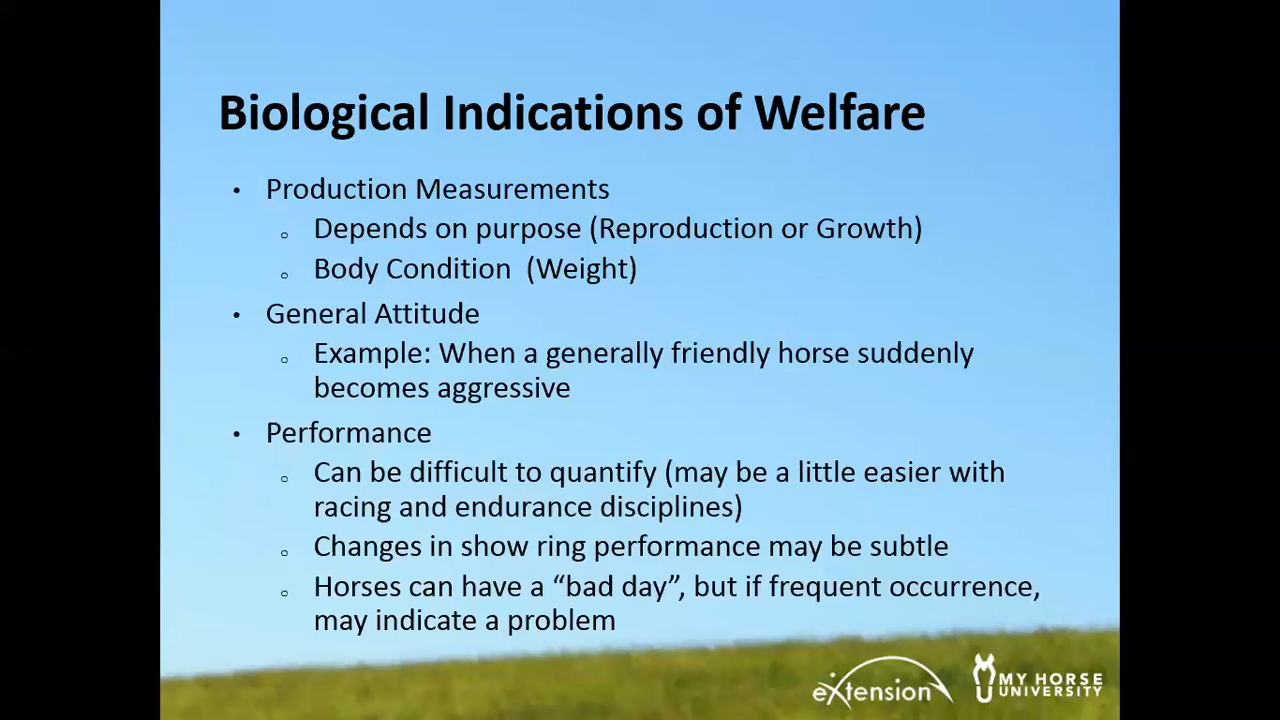 Biological Indications of Welfare
• Production Measurements
o Depends on purpose (Reproduction or Growth)
o Body Condition (Weight)
• General Attitude
o Example: When a generally friendly horse suddenly
becomes aggressive
• Performance
o Can be difficult to quantify (may be a little easier with
racing and endurance disciplines)
o Changes in show ring performance may be subtle
o Horses can have a “bad day”, but if frequent occurrence,
may indicate a problem
eXtension
MY HORSE
UNIVERSITY